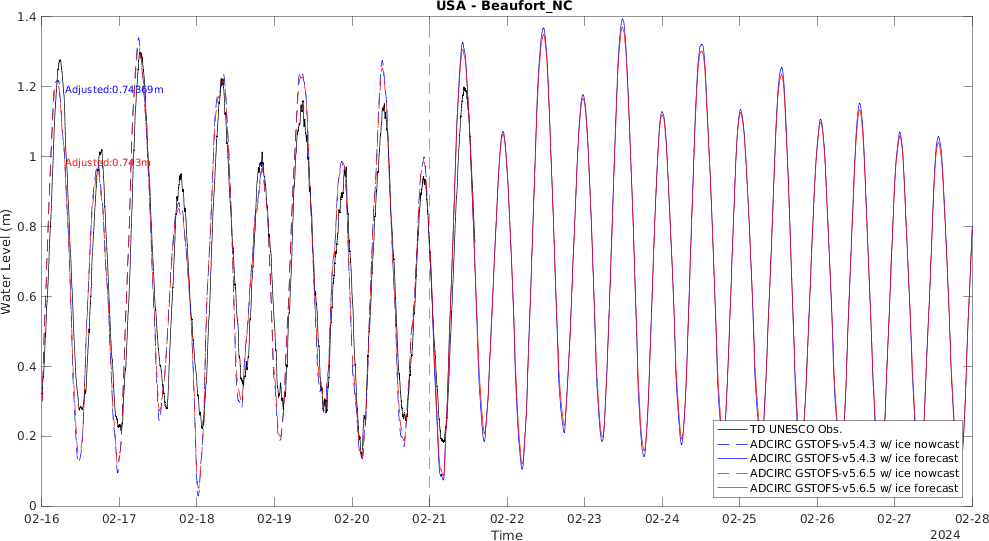 USA - Beaufort_NC
1.4
1.2
1
0.8
0.6
0.4
0.2
0
Water Level (m)
Adjusted:0.74369m
Adjusted:0.743m
TD UNESCO Obs.
ADCIRC GSTOFS-v5.4.3 w/ ice nowcast
ADCIRC GSTOFS-v5.4.3 w/ ice forecast
ADCIRC GSTOFS-v5.6.5 w/ ice nowcast
ADCIRC GSTOFS-v5.6.5 w/ ice forecast
02-16 02-17 02-18 02-19 02-20 02-21 02-22 02-23 02-24 02-25 02-26 02-27 02-28
Time
2024